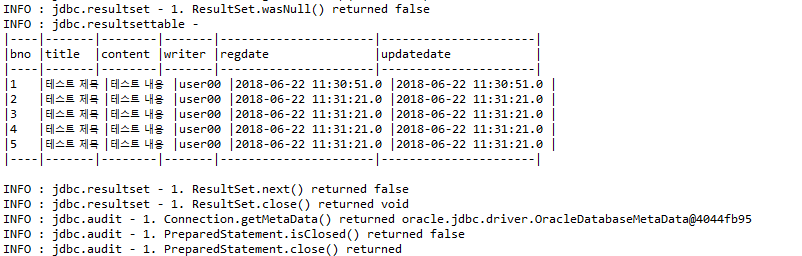 INFO : jdbc.resultset - 1. ResultSet.wasNull() returned false
INFO : jdbc.resultsettable -
|----|-------|--------|-------|----------------------|----------------------|
|bno |title |content |writer |regdate |updatedate |
|----|-------|--------|-------|----------------------|----------------------|
|1 |테스트 제목 |테스트 내용 |user00 |2018-06-22 11:30:51.0 |2018-06-22 11:30:51.0 |
|2 |테스트 제목 |테스트 내용 |user00 |2018-06-22 11:31:21.0 |2018-06-22 11:31:21.0 |
|3 |테스트 제목 |테스트 내용 |user00 |2018-06-22 11:31:21.0 |2018-06-22 11:31:21.0 |
|4 |테스트 제목 |테스트 내용 |user00 |2018-06-22 11:31:21.0 |2018-06-22 11:31:21.0 |
|5 |테스트 제목 |테스트 내용 |user00 |2018-06-22 11:31:21.0 |2018-06-22 11:31:21.0 |
|----|-------|--------|-------|----------------------|----------------------|
INFO : jdbc.resultset - 1. ResultSet.next() returned false
INFO : jdbc.resultset - 1. ResultSet.close() returned void
INFO : jdbc.audit - 1. Connection.getMetaData() returned oracle.jdbc.driver.OracleDatabaseMetaData@4044fb95
INFO : jdbc.audit - 1. PreparedStatement.isClosed() returned false
INFO : jdbc.audit - 1. PreparedStatement.close() returned